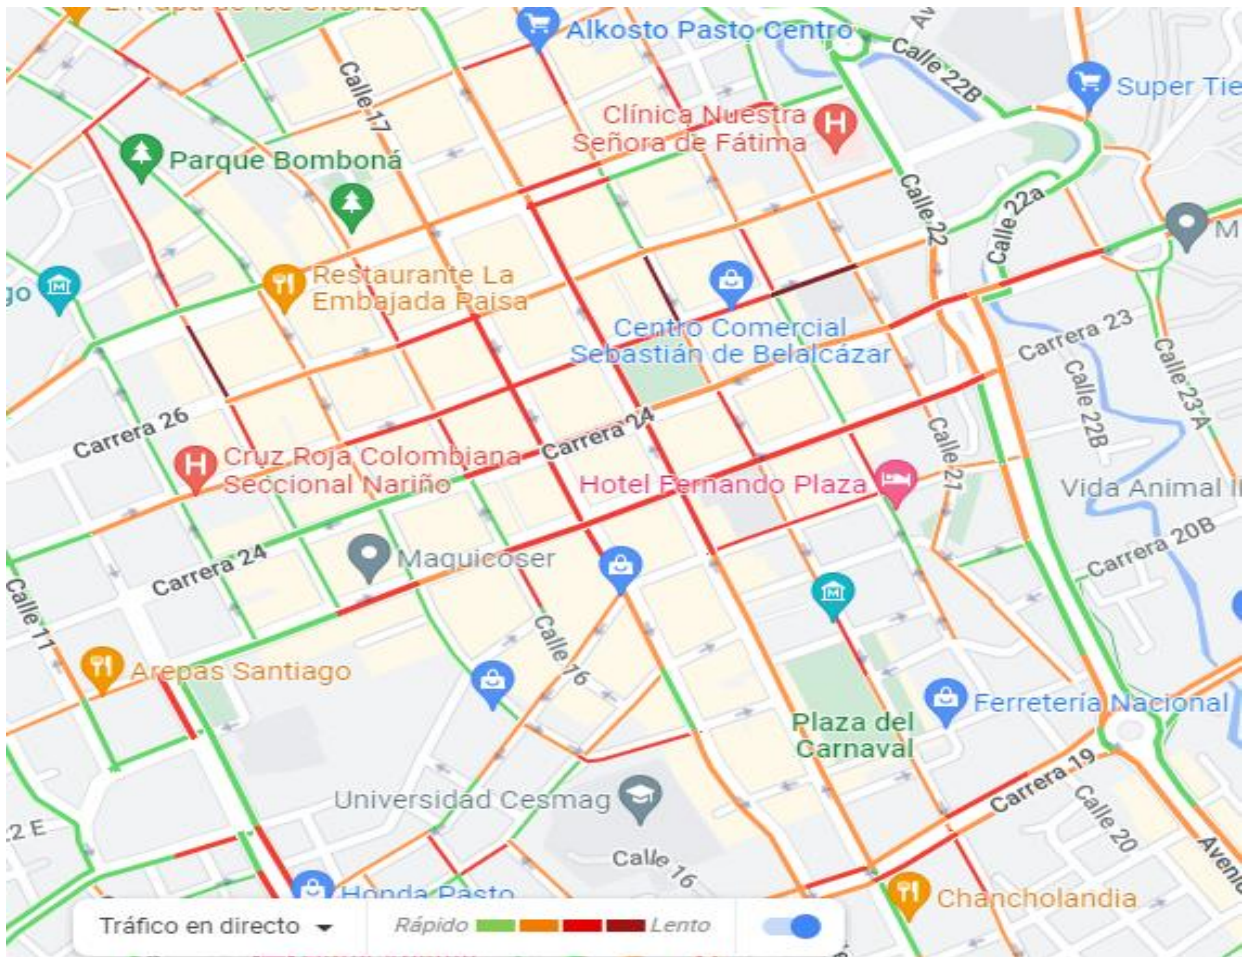 Alkosto Pasto Centro
Calle 22B
Super Tie
Calle 17
Clínica Nuestra
Señora de Fátima
Parque Bomboná
Calle 22
Calle 22a
M
go
Restaurante La
Embajada Paisa
Centro Comercial
Sebastián de Belalcázar
Carrera 23
Calle 22B
Calle 23 A
Carrera 26
Carrera 24
Cruz Roja Colombiana
Seccional Nariño
Hotel Fernando Plaza
Calle 21
Vida Animal
Carrera 20B
Carrera 24
Maquicoser
Calle 11
Calle 16
Arepas Santiago
Ferretería Nacional
Plaza del
Carnaval
Carrera 19
Universidad Cesmag
Calle 20
22 E
Calle 16
Avenid
Honda Pasto
Chancholandia
Tráfico en directo
Rápido
Lento